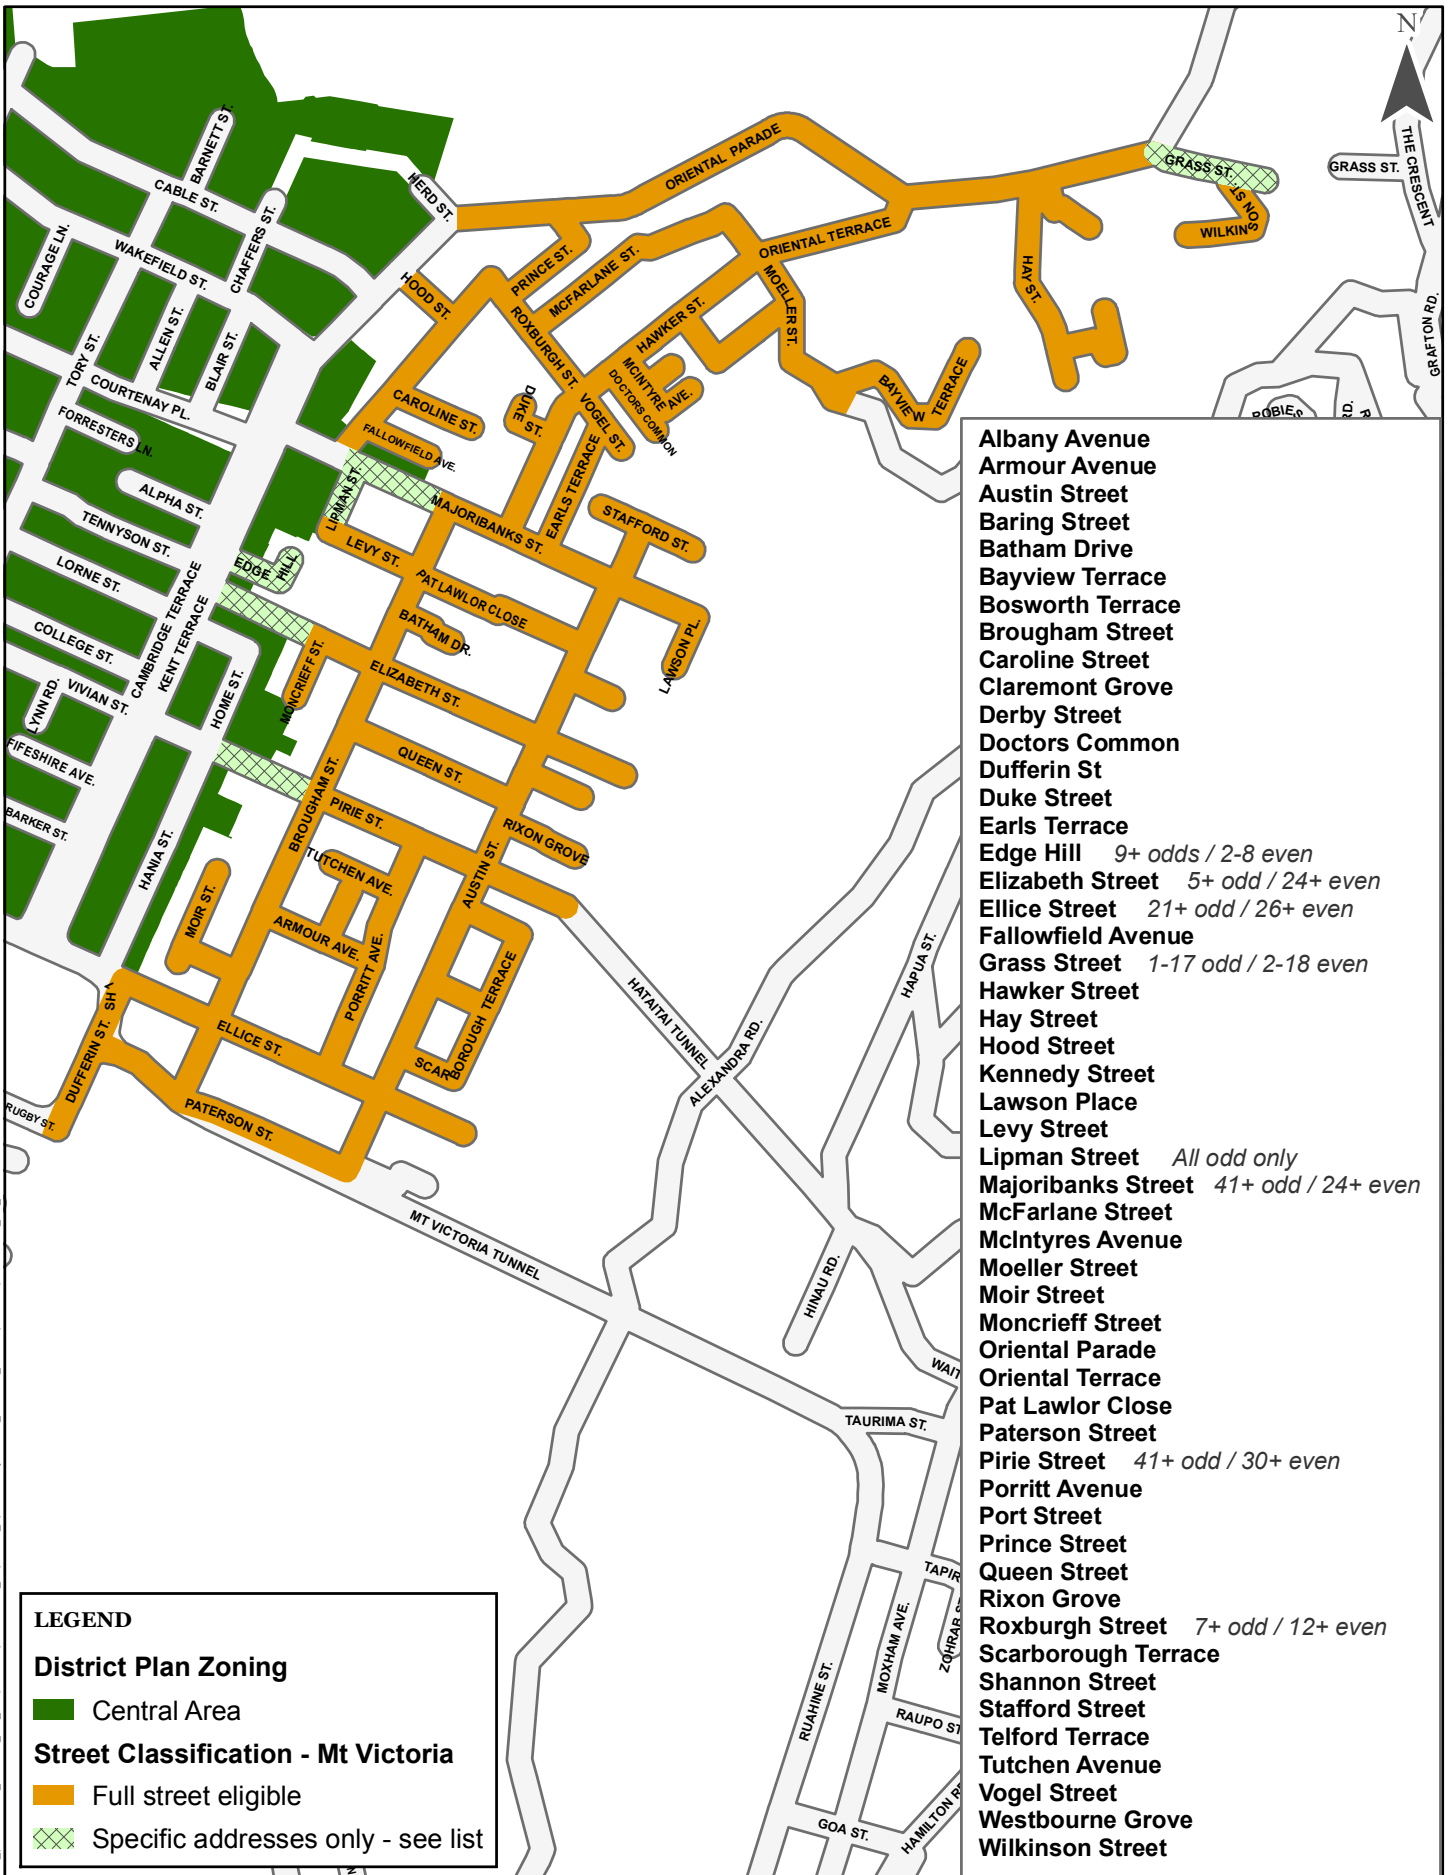 N
BARNETT ST.
CABLE ST.
HERD ST.
COURAGE LN.
WAKEFIELD ST.
CHAFFERS ST.
ORIENTAL PARADE
GRASS ST.
GRASS ST.
THE CRESCENT
WILKINSON ST.
PRINCE ST.
MCFARLANE ST.
ORIENTAL TERRACE
HAY ST.
HOOD ST.
ALLEN ST.
BLAIR ST.
TORY ST.
COURTENAY PL.
FORRESTERS LN.
ROXBURGH ST.
HAWKER ST.
MOELLER ST.
MCINTYRE AVE.
DOCTORS COMMON
BAYVIEW TERRACE
GRAFTON RD.
RD.
CAROLINE ST.
DUKE ST.
VOGEL ST.
FALLOWFIELD AVE.
EARLS TERRACE
LIPMAN ST.
MAJORIBANKS ST.
STAFFORD ST.
ALPHA ST.
TENNYSON ST.
LORNE ST.
COLLEGE ST.
VIVIAN ST.
LYNN RD.
FIFESHIRE AVE.
BARKER ST.
EDGE HILL
LEVY ST.
PAT LAWLOR CLOSE
BATHAM DR.
LAWSON PL.
CAMBRIDGE TERRACE
KENT TERRACE
HOME ST.
MONCRIEFF ST.
ELIZABETH ST.
QUEEN ST.
BROUGHAM ST.
PIRIE ST.
RIXON GROVE
AUSTIN ST.
HANIA ST.
TUTCHEN AVE.
MOIR ST.
ARMOUR AVE.
PORRITT AVE.
SCARBOROUGH TERRACE
ELLICE ST.
DUFFERIN ST.
SH 1
RUGBY ST.
PATERSON ST.
HATAITAI TUNNEL
ALEXANDRA RD.
HAPUA ST.
MT VICTORIA TUNNEL
HINAU RD.
TAURIMA ST.
RUAHINE ST.
MOXHAM AVE.
GOA ST.
Albany Avenue
Armour Avenue
Austin Street
Baring Street
Batham Drive
Bayview Terrace
Bosworth Terrace
Brougham Street
Caroline Street
Claremont Grove
Derby Street
Doctors Common
Dufferin St
Duke Street
Earls Terrace
Edge Hill 9+ odds / 2-8 even
Elizabeth Street 5+ odd / 24+ even
Ellice Street 21+ odd / 26+ even
Fallowfield Avenue
Grass Street 1-17 odd / 2-18 even
Hawker Street
Hay Street
Hood Street
Kennedy Street
Lawson Place
Levy Street
Lipman Street All odd only
Majoribanks Street 41+ odd / 24+ even
McFarlane Street
McIntyres Avenue
Moeller Street
Moir Street
Moncrieff Street
Oriental Parade
Oriental Terrace
Pat Lawlor Close
Paterson Street
Pirie Street 41+ odd / 30+ even
Porritt Avenue
Port Street
Prince Street
Queen Street
Rixon Grove
Roxburgh Street 7+ odd / 12+ even
Scarborough Terrace
Shannon Street
Stafford Street
Telford Terrace
Tutchen Avenue
Vogel Street
Westbourne Grove
Wilkinson Street
LEGEND
District Plan Zoning
Central Area
Street Classification - Mt Victoria
Full street eligible
Specific addresses only - see list